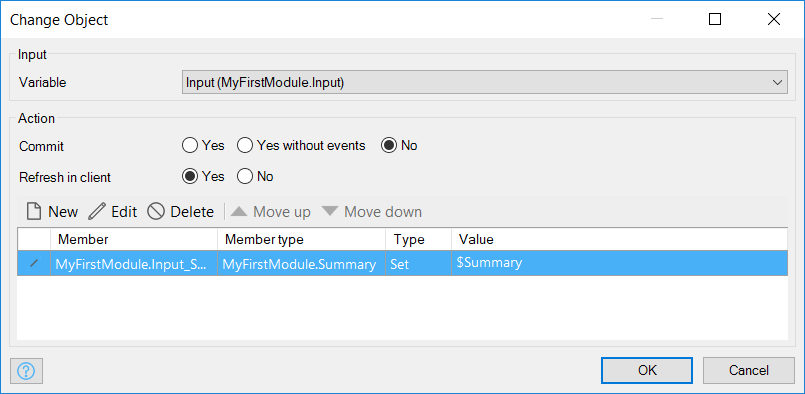 Change Object
Input
Variable Input (MyFirstModule.Input)
Action
Commit Yes Yes without events No
Refresh in client Yes No
New Edit Delete Move up Move down
Member Member type Type Value
MyFirstModule.Input_S... MyFirstModule.Summary Set $Summary
? OK Cancel